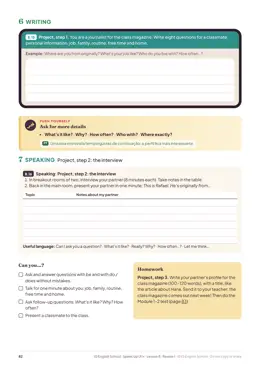 6 WRITING
Project, step 1: You are a journalist for the class magazine. Write eight questions for a classmate:
personal information, job, family, routine, free time and home.
Example: Where are you from originally? What's your job like? Who do you live with? How often...?
PUSH YOURSELF
Ask for more details
• What's it like? Why? How often? Who with? Where exactly?
7 SPEAKING Project, step 2: the interview
Speaking: Project, step 2: the interview
1. In breakout rooms of two, interview your partner (6 minutes each). Take notes in the table.
2. Back in the main room, present your partner in one minute: This is Rafael. He's originally from...
Topic Notes about my partner
Useful language: Can I ask you a question? What's it like? Really? Why? How often...? Let me think...
Can you...?
Ask and answer questions with be and with do/
does without mistakes.
Talk for one minute about you: job, family, routine,
free time and home.
Ask follow-up questions: What's it like? Why? How
often?
Present a classmate to the class.
Homework
Project, step 3. Write your partner's profile for the
class magazine (100-120 words), with a title, like
the article about Irene. Send it to your teacher: the
class magazine comes out next week! Then do the
Module 1-2 test (page